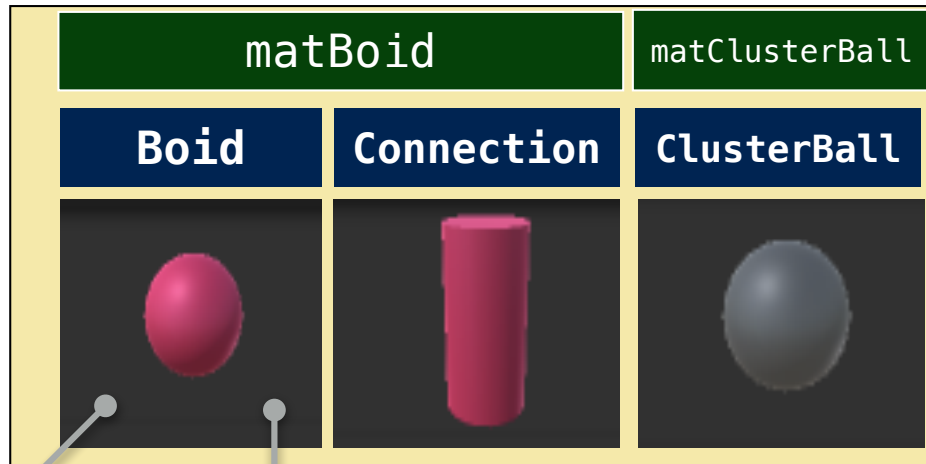 matBoid
matClusterBall
Boid
Connection
ClusterBall